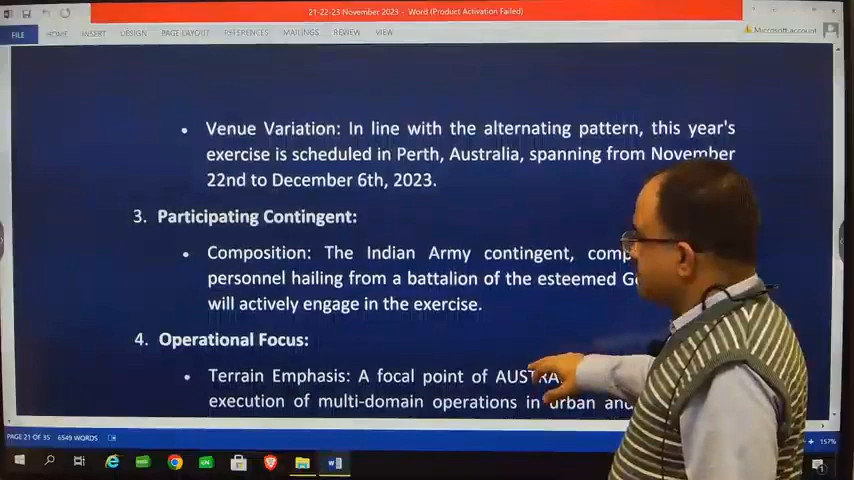 21-22-23 November 2023 - Word (Product Activation Failed)
FILE HOME INSERT DESIGN PAGE LAYOUT REFERENCES MAILINGS REVIEW VIEW Microsoft account
• Venue Variation: In line with the alternating pattern, this year's
exercise is scheduled in Perth, Australia, spanning from November
22nd to December 6th, 2023.
3. Participating Contingent:
• Composition: The Indian Army contingent,
personnel hailing from a battalion of the esteemed
will actively engage in the exercise.
4. Operational Focus:
• Terrain Emphasis: A focal point of
execution of multi-domain operations in urban
PAGE 21 OF 35 6549 WORDS 157%